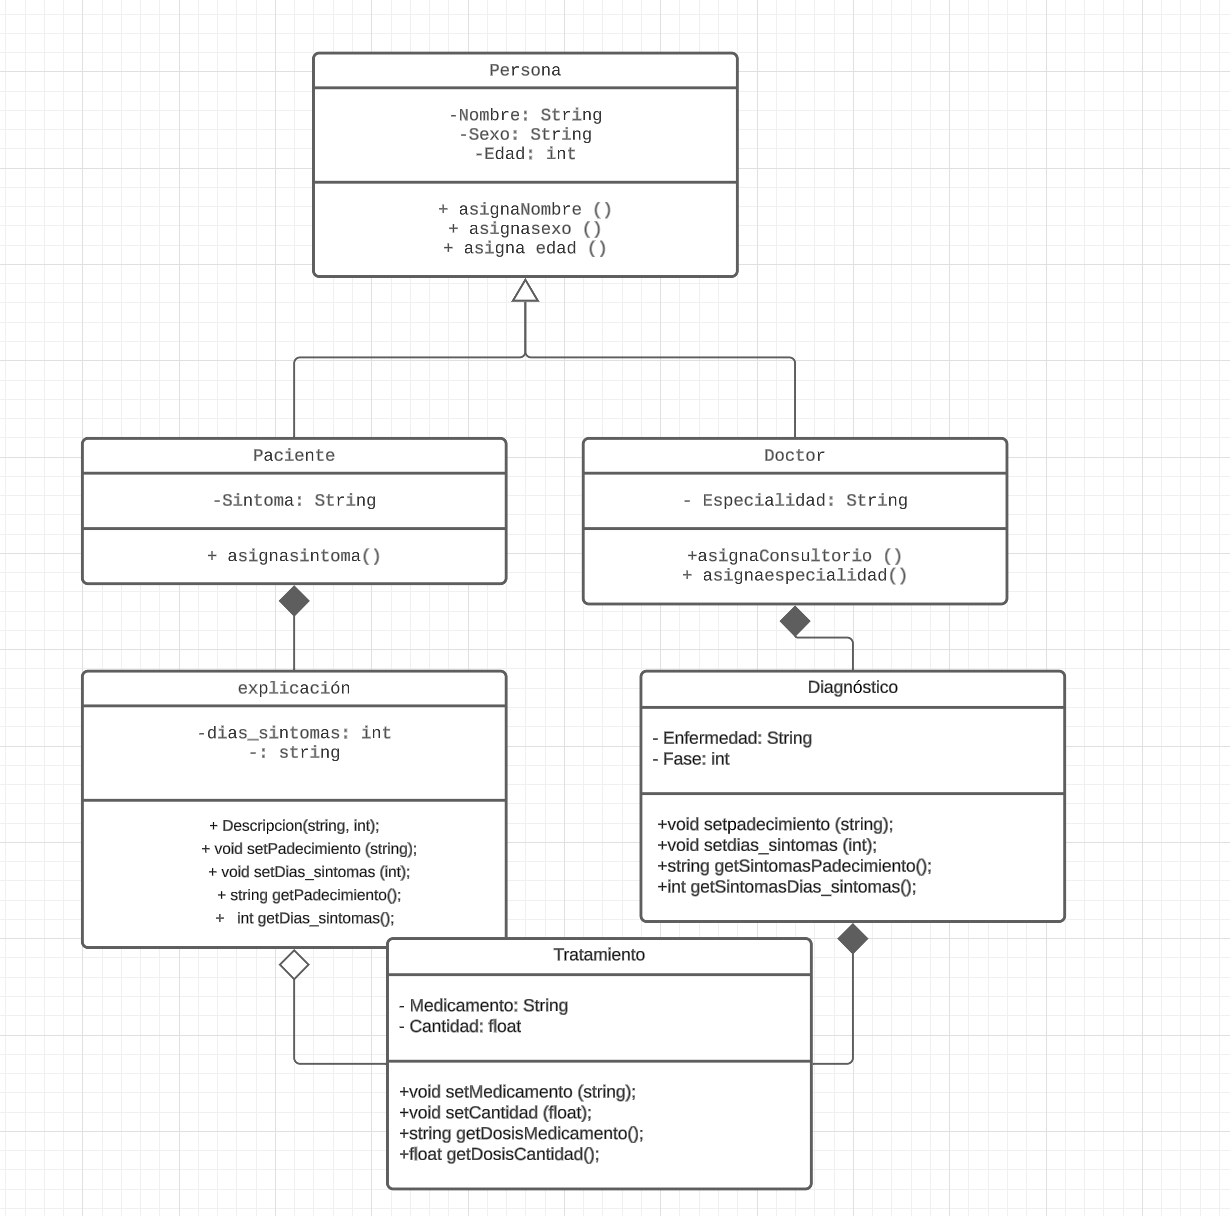 Persona
-Nombre: String
-Sexo: String
-Edad: int
+ asignaNombre ()
+ asignasexo ()
+ asigna edad ()
Paciente
-Sintoma: String
+ asignasintoma()
Doctor
- Especialidad: String
+asignaConsultorio ()
+ asignaespecialidad()
explicación
-dias_sintomas: int
-: string
+ Descripcion(string, int);
+ void setPadecimiento (string);
+ void setDias_sintomas (int);
+ string getPadecimiento();
+ int getDias_sintomas();
Diagnóstico
- Enfermedad: String
- Fase: int
+void setpadecimiento (string);
+void setdias_sintomas (int);
+string getSintomasPadecimiento();
+int getSintomasDias_sintomas();
Tratamiento
- Medicamento: String
- Cantidad: float
+void setMedicamento (string);
+void setCantidad (float);
+string getDosisMedicamento();
+float getDosisCantidad();